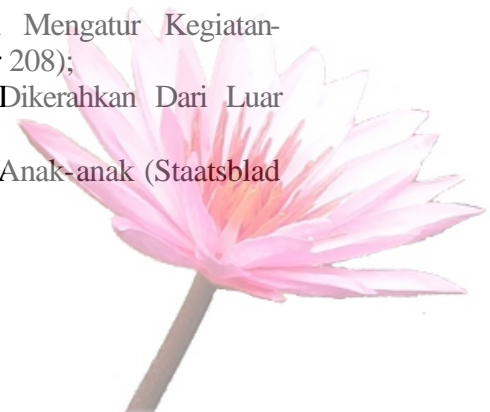 Mengatur Kegiatan-
208);
Dikerahkan Dari Luar
Anak-anak (Staatsblad